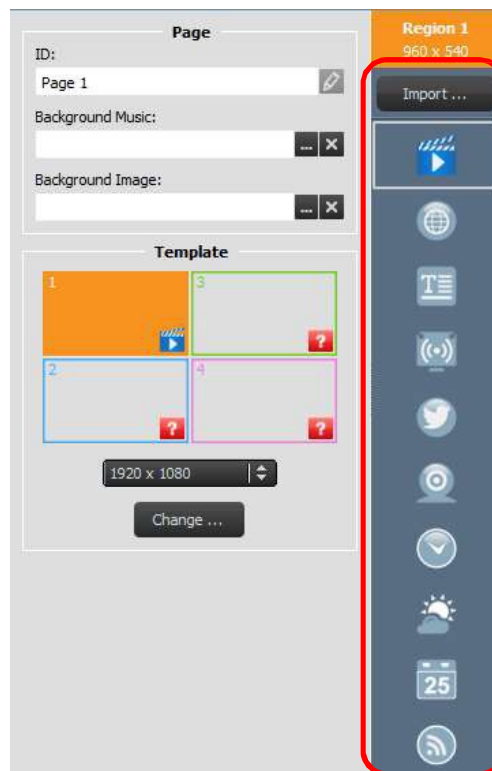 Page
ID:
Page 1
Background Music:
...
Background Image:
...
Template
1
3
?
2
4
?
?
1920 x 1080
Change ...
Region 1
960 x 540
Import ...
T
25